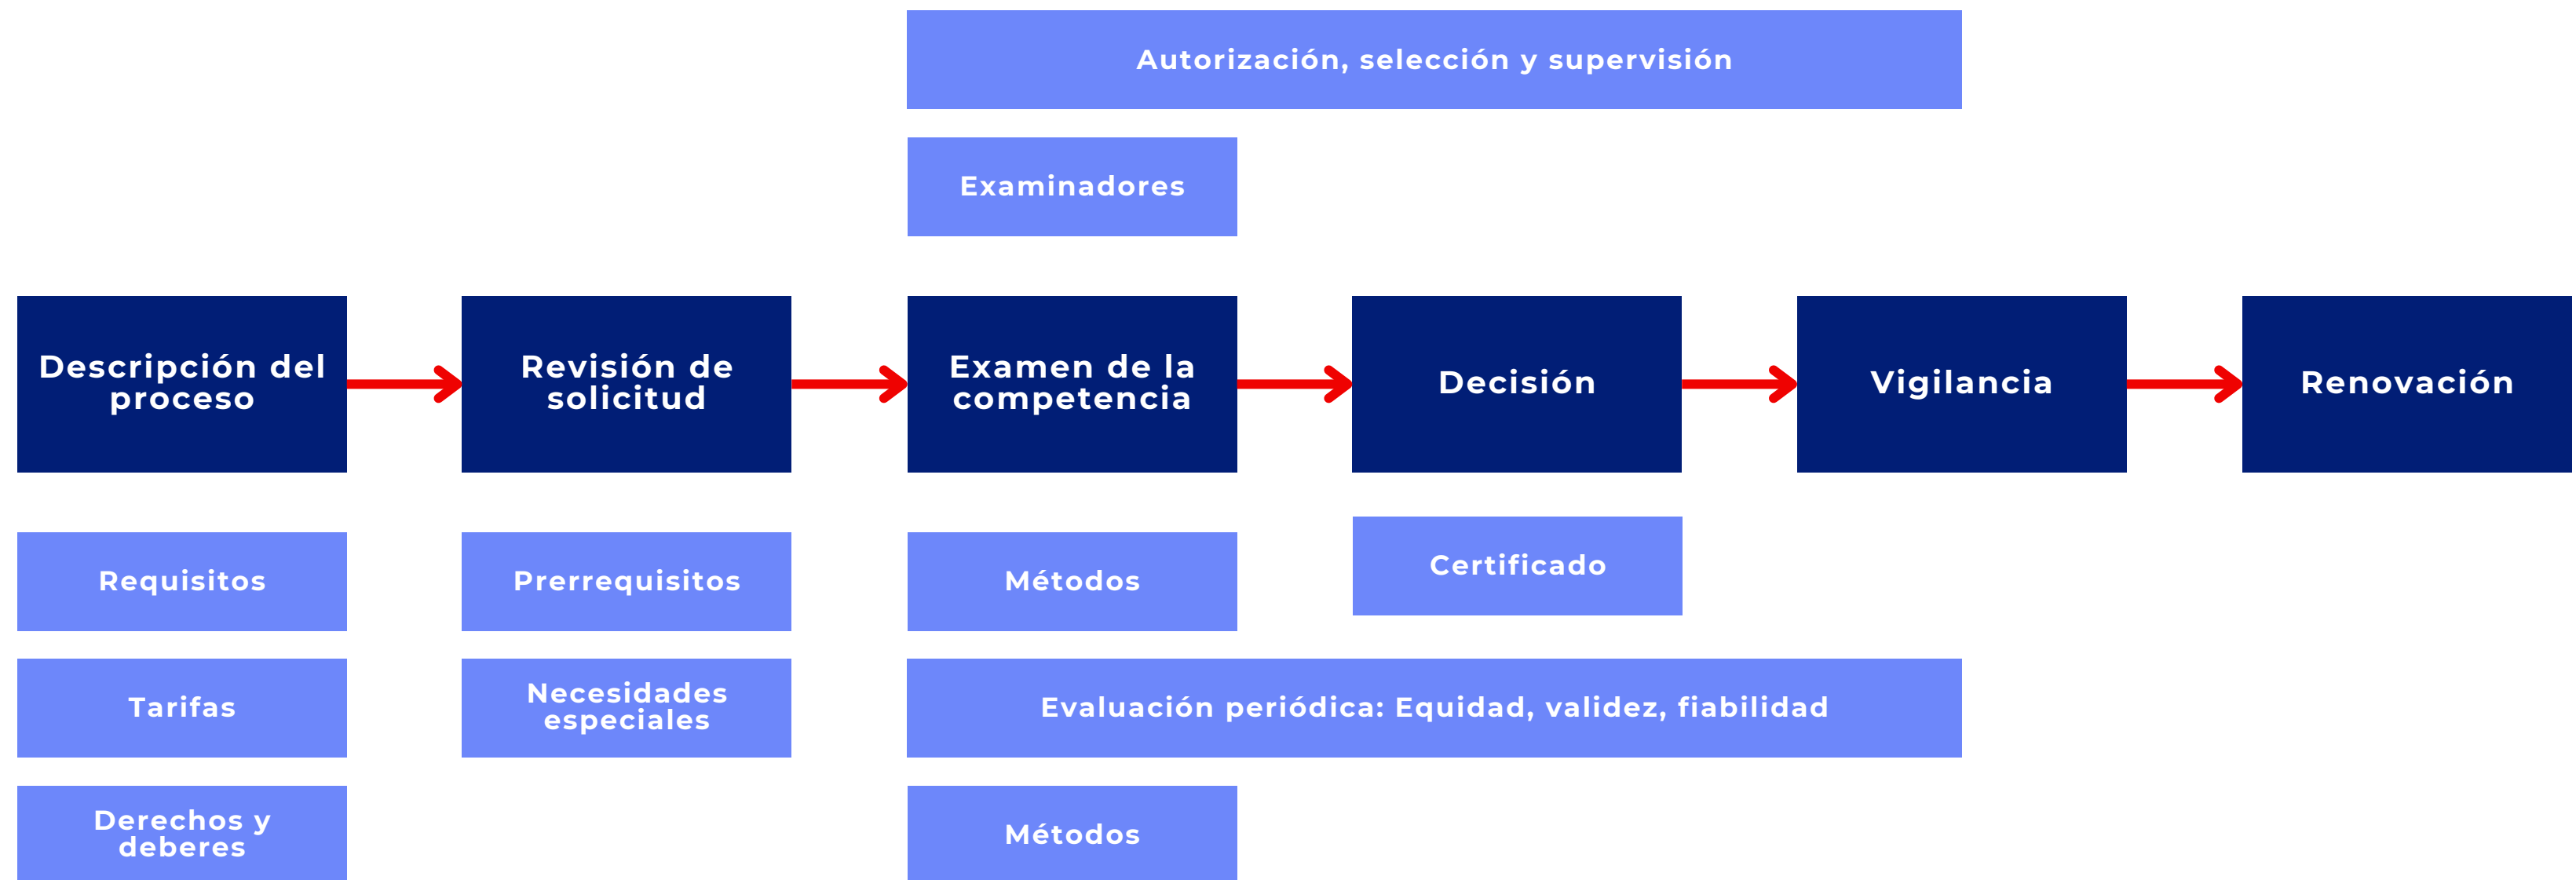 Autorización, selección y supervisión
Examinadores
Descripción del
proceso
Revisión de
solicitud
Examen de la
competencia
Decisión
Vigilancia
Renovación
Requisitos
Prerrequisitos
Métodos
Certificado
Tarifas
Necesidades
especiales
Evaluación periódica: Equidad, validez, fiabilidad
Derechos y
deberes
Métodos